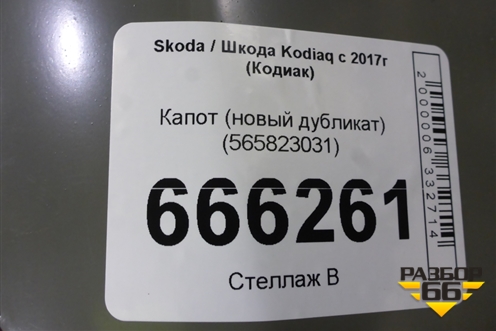 Skoda / Шкода Kodiaq с 2017г
(Кодиак)
Капот (новый дубликат)
(565823031)
666261
Стеллаж В
2000006332714
РАЗБОР
66